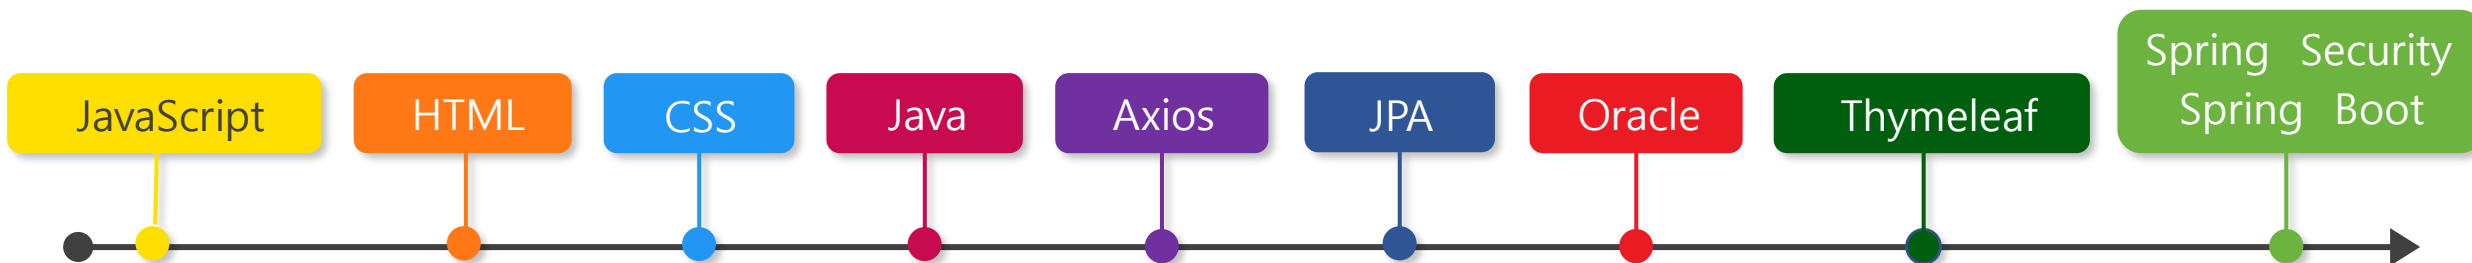 JavaScript
HTML
CSS
Java
Axios
JPA
Oracle
Thymeleaf
Spring Security
Spring Boot